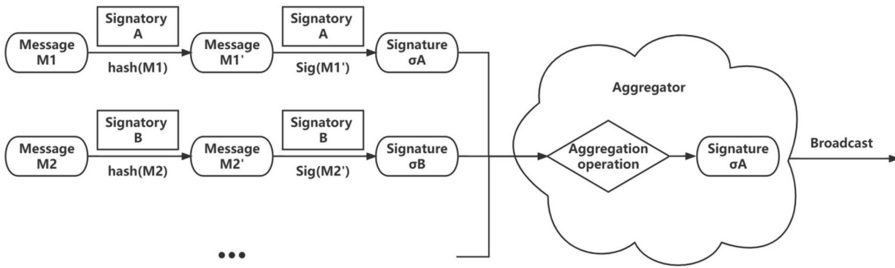 Signatory
A
Signatory
A
Message
M1
Message
M1'
Signature
σA
hash(M1)
Sig(M1')
Aggregator
Signatory
B
Signatory
B
Message
M2
Message
M2'
Signature
σB
hash(M2)
Sig(M2')
Aggregation
operation
Signature
σA
Broadcast
•••